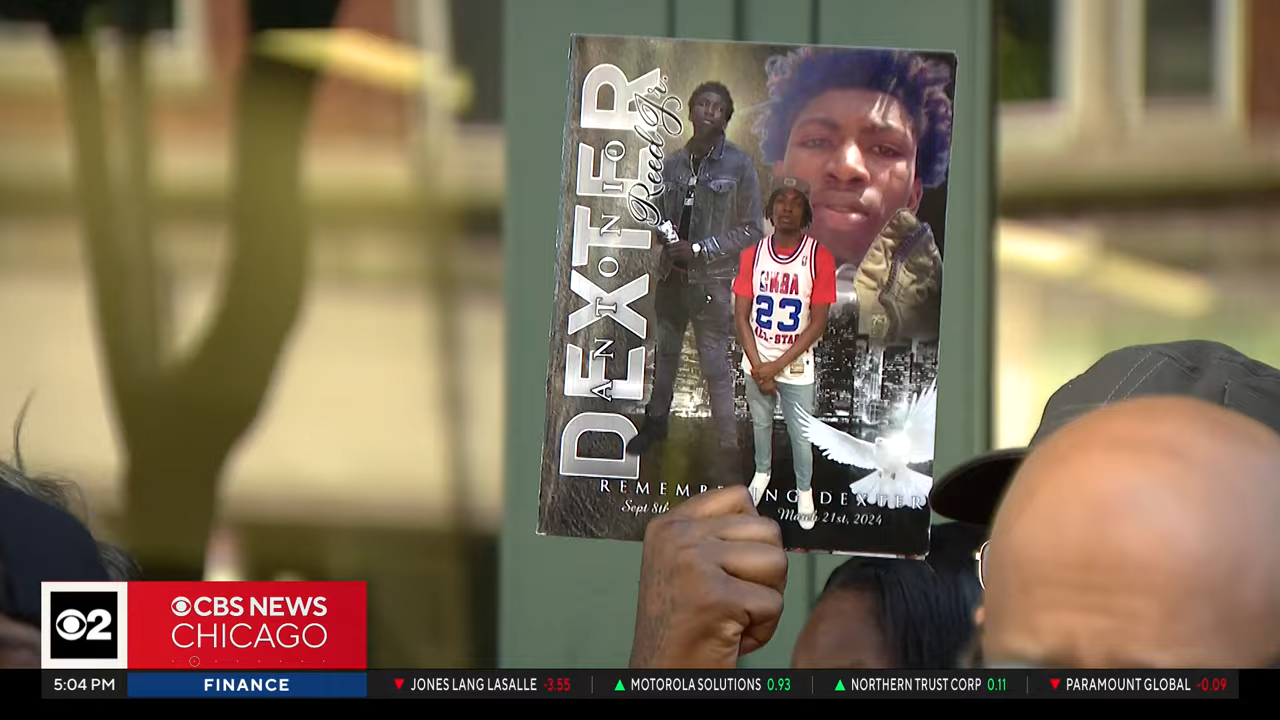 DEXTER
ANTONIO
Reed Jr.
NBA
23
ALL-STAR
REMEMBERING DEXTER
Sept 8th
March 21st, 2024
2
CBS NEWS
CHICAGO
5:04 PM
FINANCE
JONES LANG LASALLE -3.55
MOTOROLA SOLUTIONS 0.93
NORTHERN TRUST CORP 0.11
PARAMOUNT GLOBAL -0.09